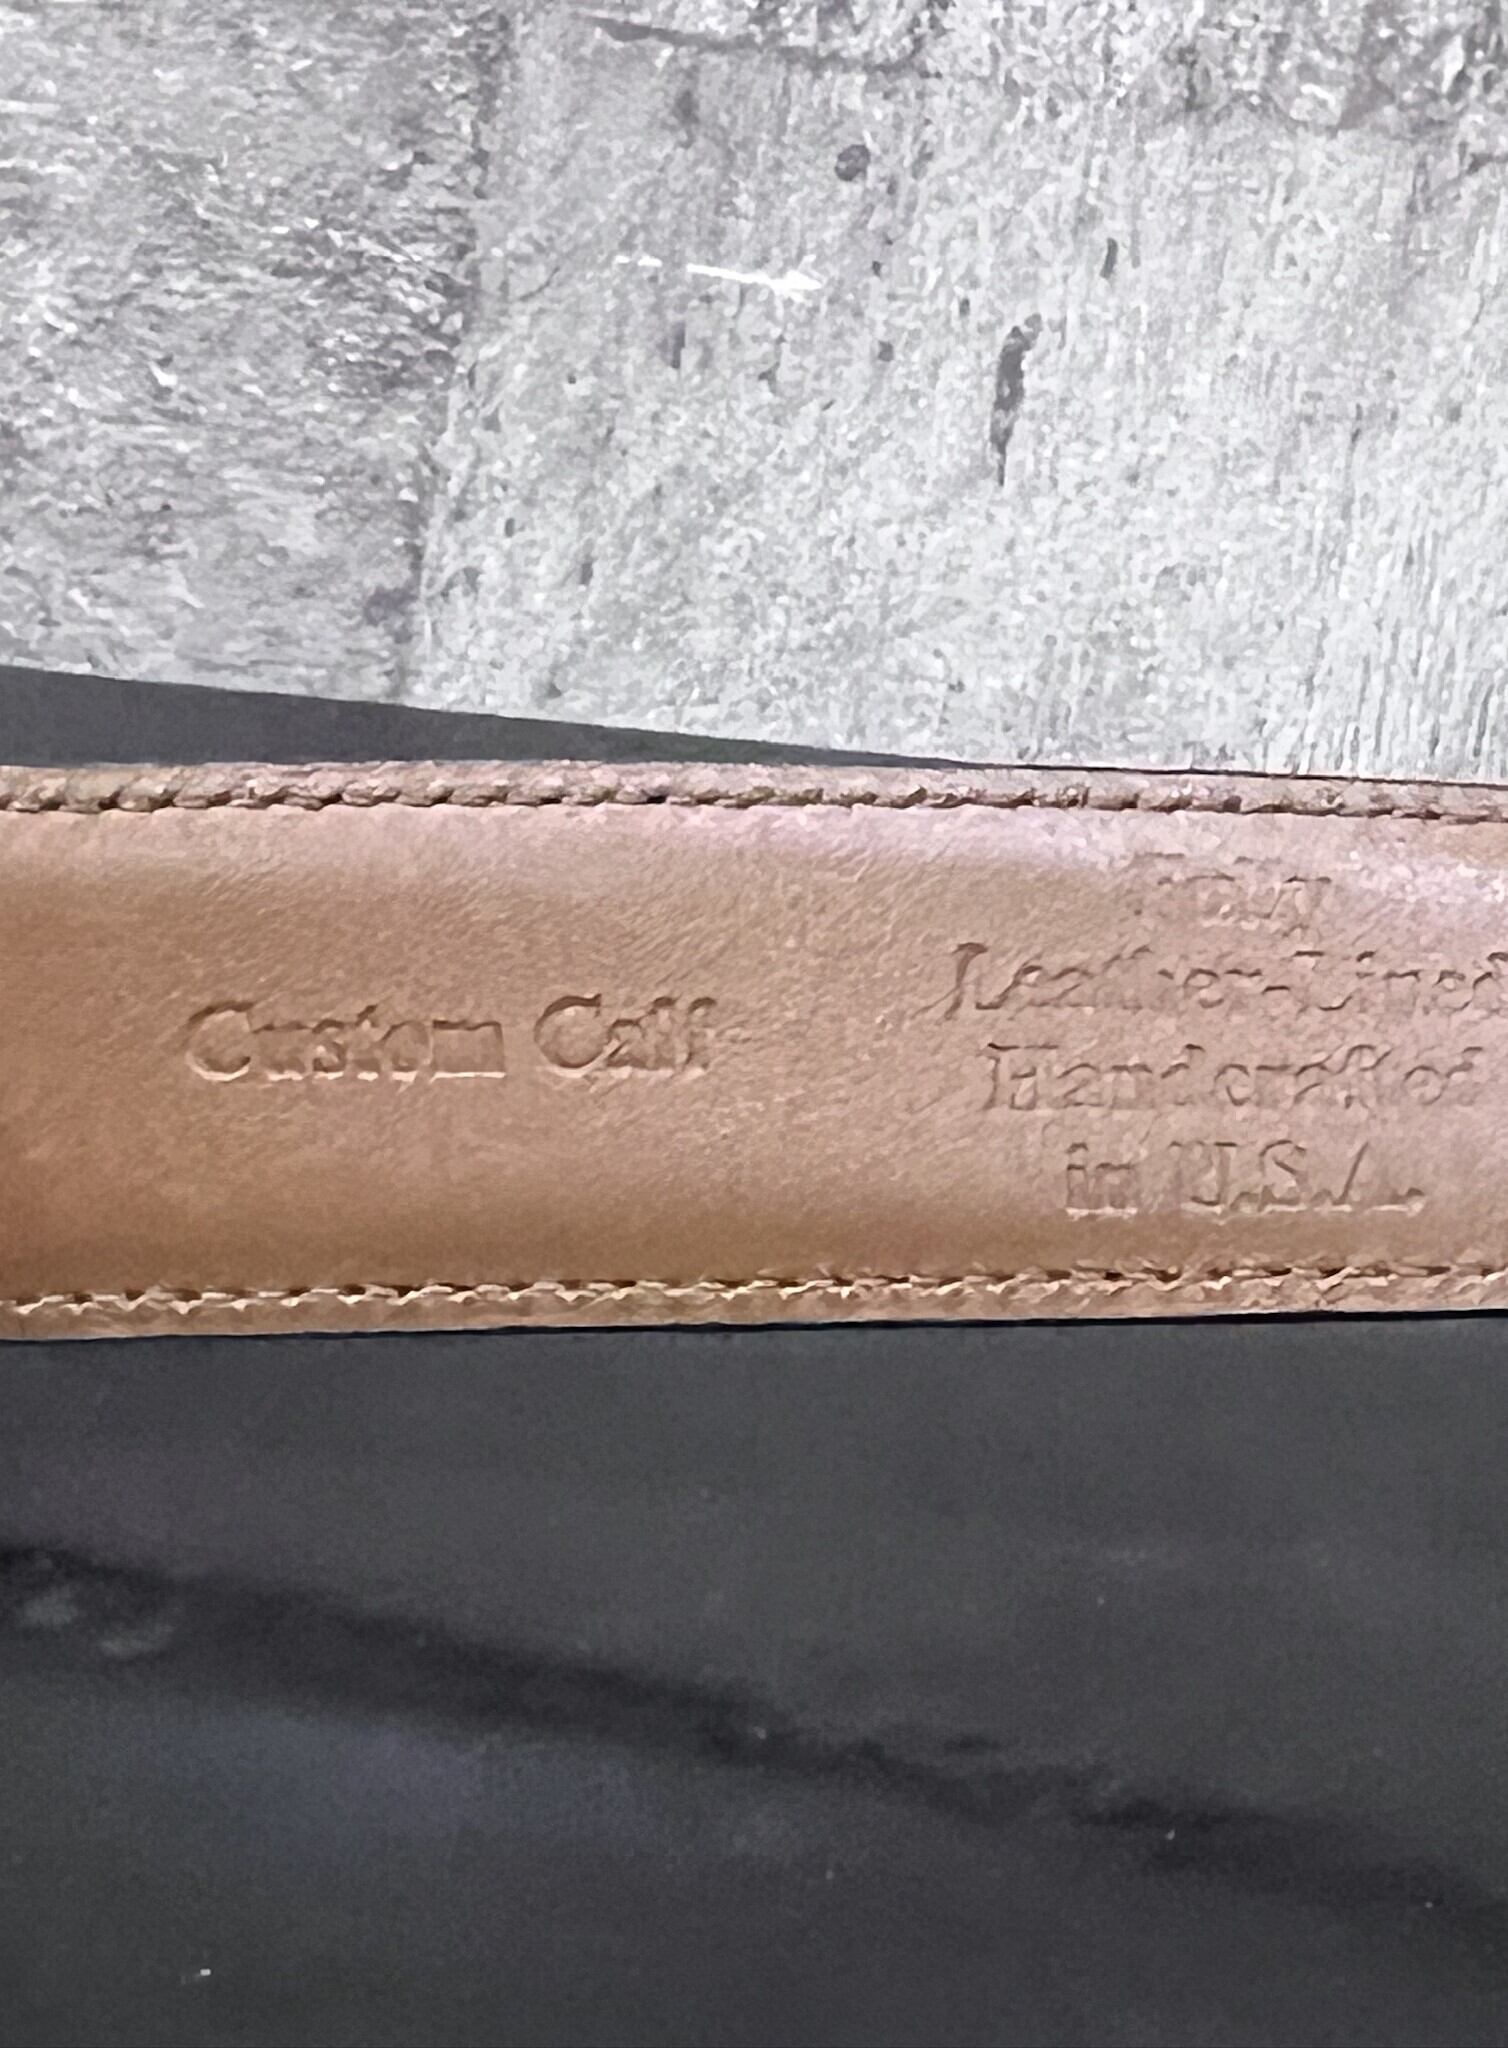 Custom Calf
Fully
Leather-Lined
Handcrafted
in U.S.A.